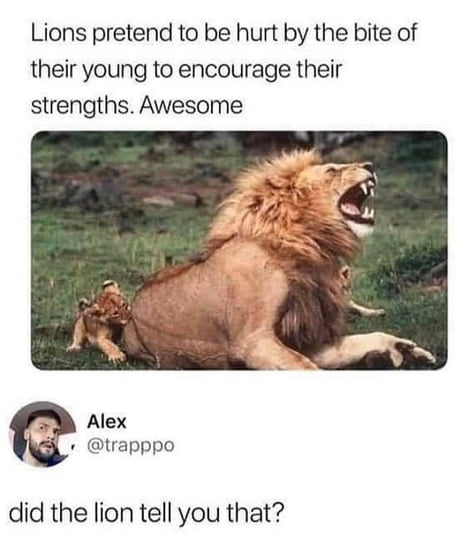 Lions pretend to be hurt by the bite of
their young to encourage their
strengths. Awesome
Alex
@trapppo
did the lion tell you that?